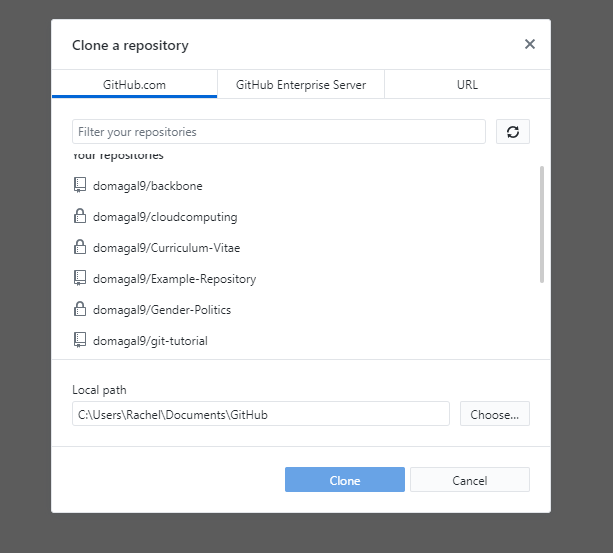 Clone a repository
GitHub.com GitHub Enterprise Server URL
Filter your repositories
Your repositories
domagal9/backbone
domagal9/cloudcomputing
domagal9/Curriculum-Vitae
domagal9/Example-Repository
domagal9/Gender-Politics
domagal9/git-tutorial
Local path
C:\Users\Rachel\Documents\GitHub Choose...
Clone Cancel